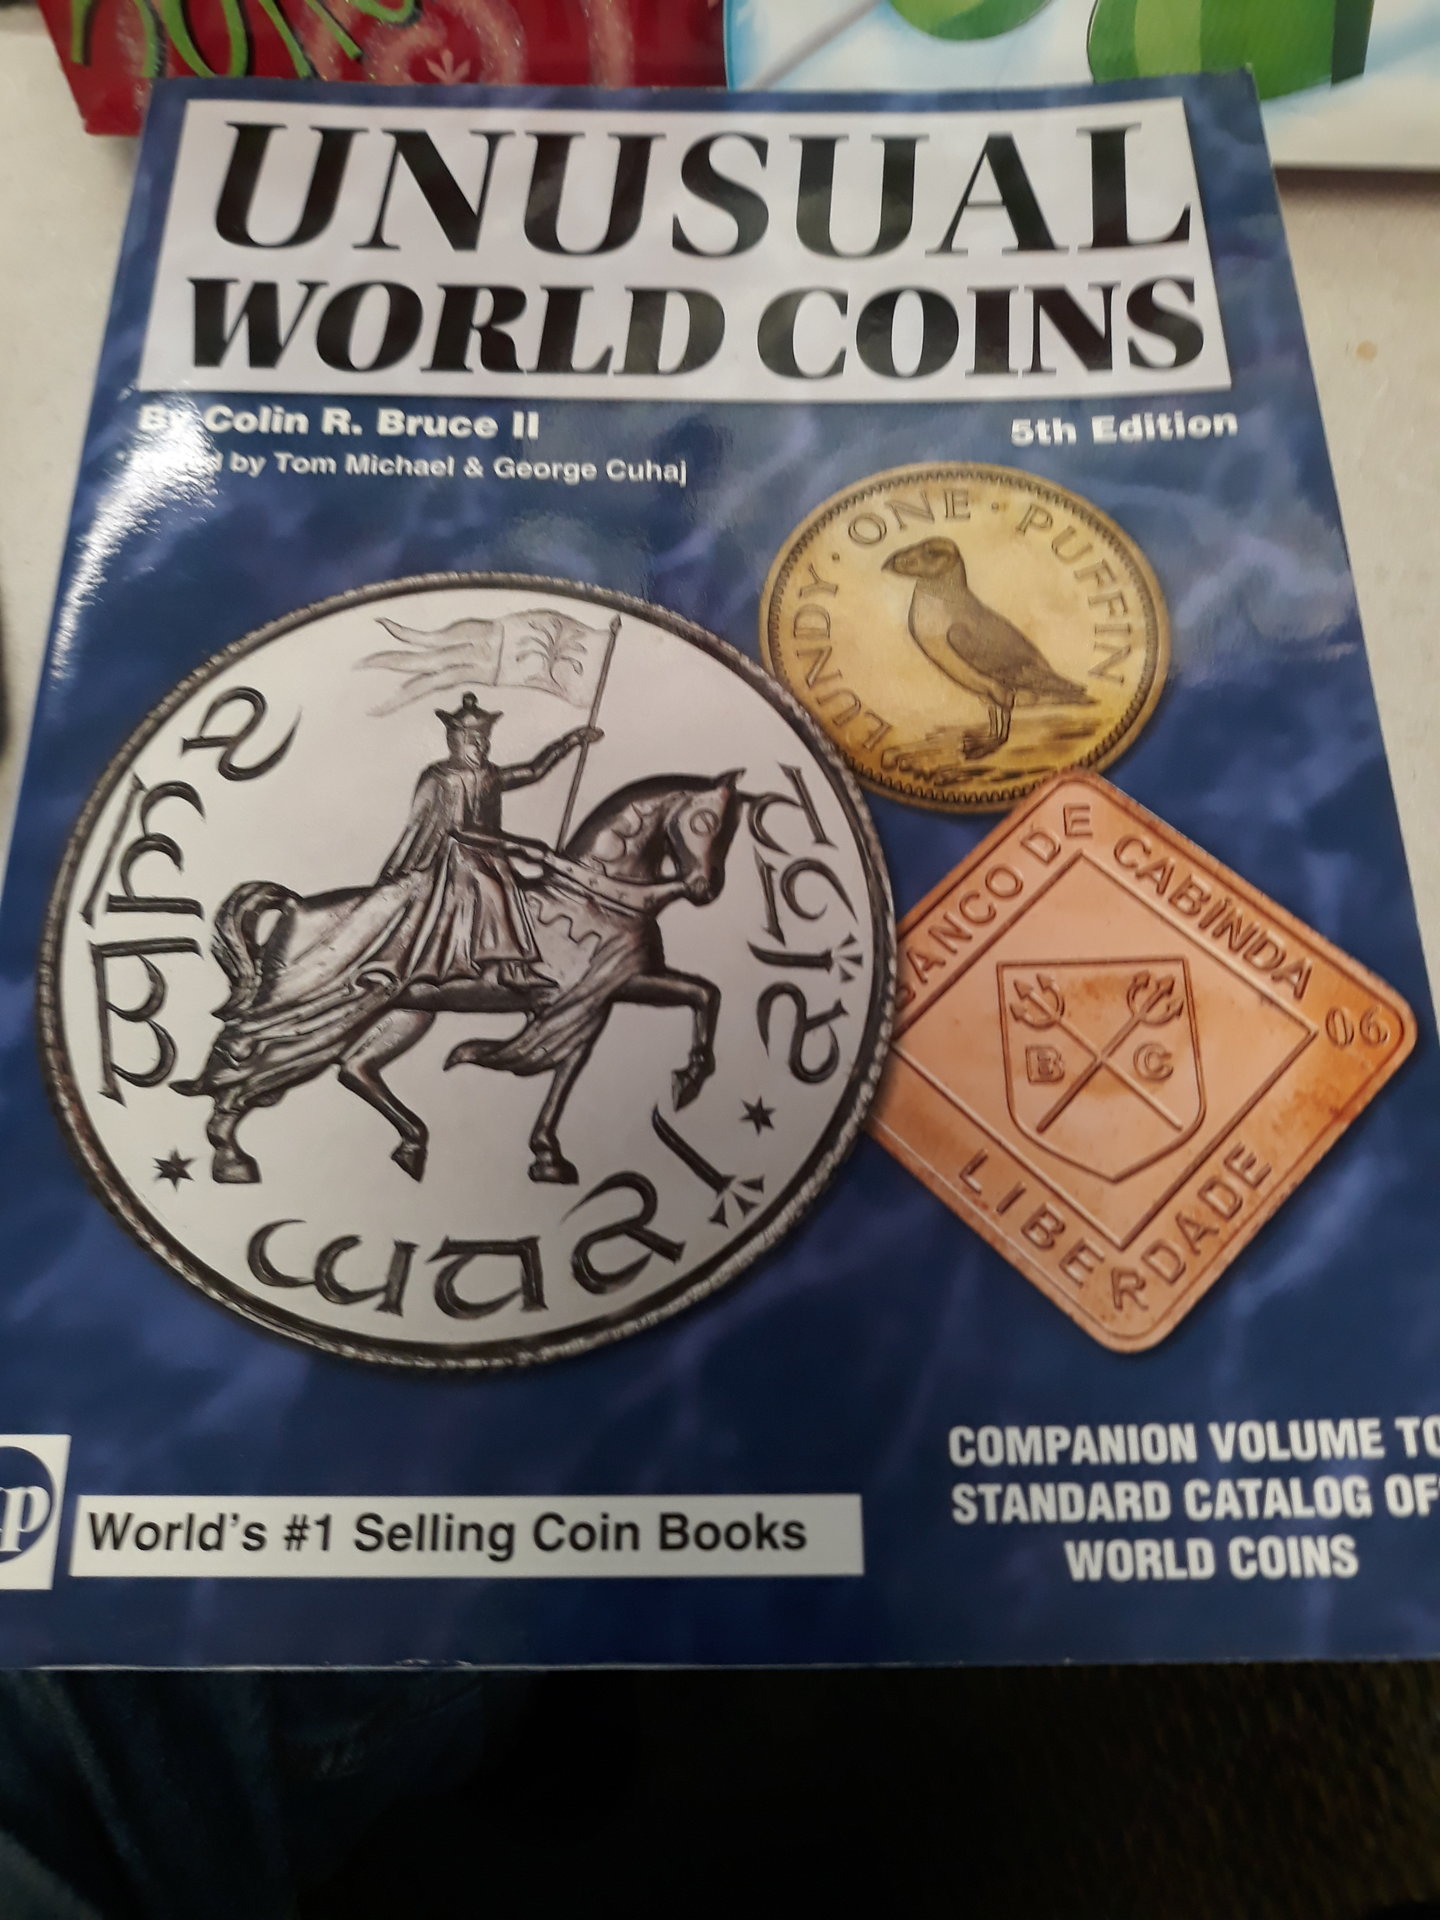 UNUSUAL
WORLD COINS
By Colin R. Bruce II
5th Edition
by Tom Michael & George Cuhaj
LUNDY · ONE · PUFFIN
BANCO DE CABINDA
06
B C
LIBERDADE
COMPANION VOLUME TO
STANDARD CATALOG OF
WORLD COINS
World's #1 Selling Coin Books